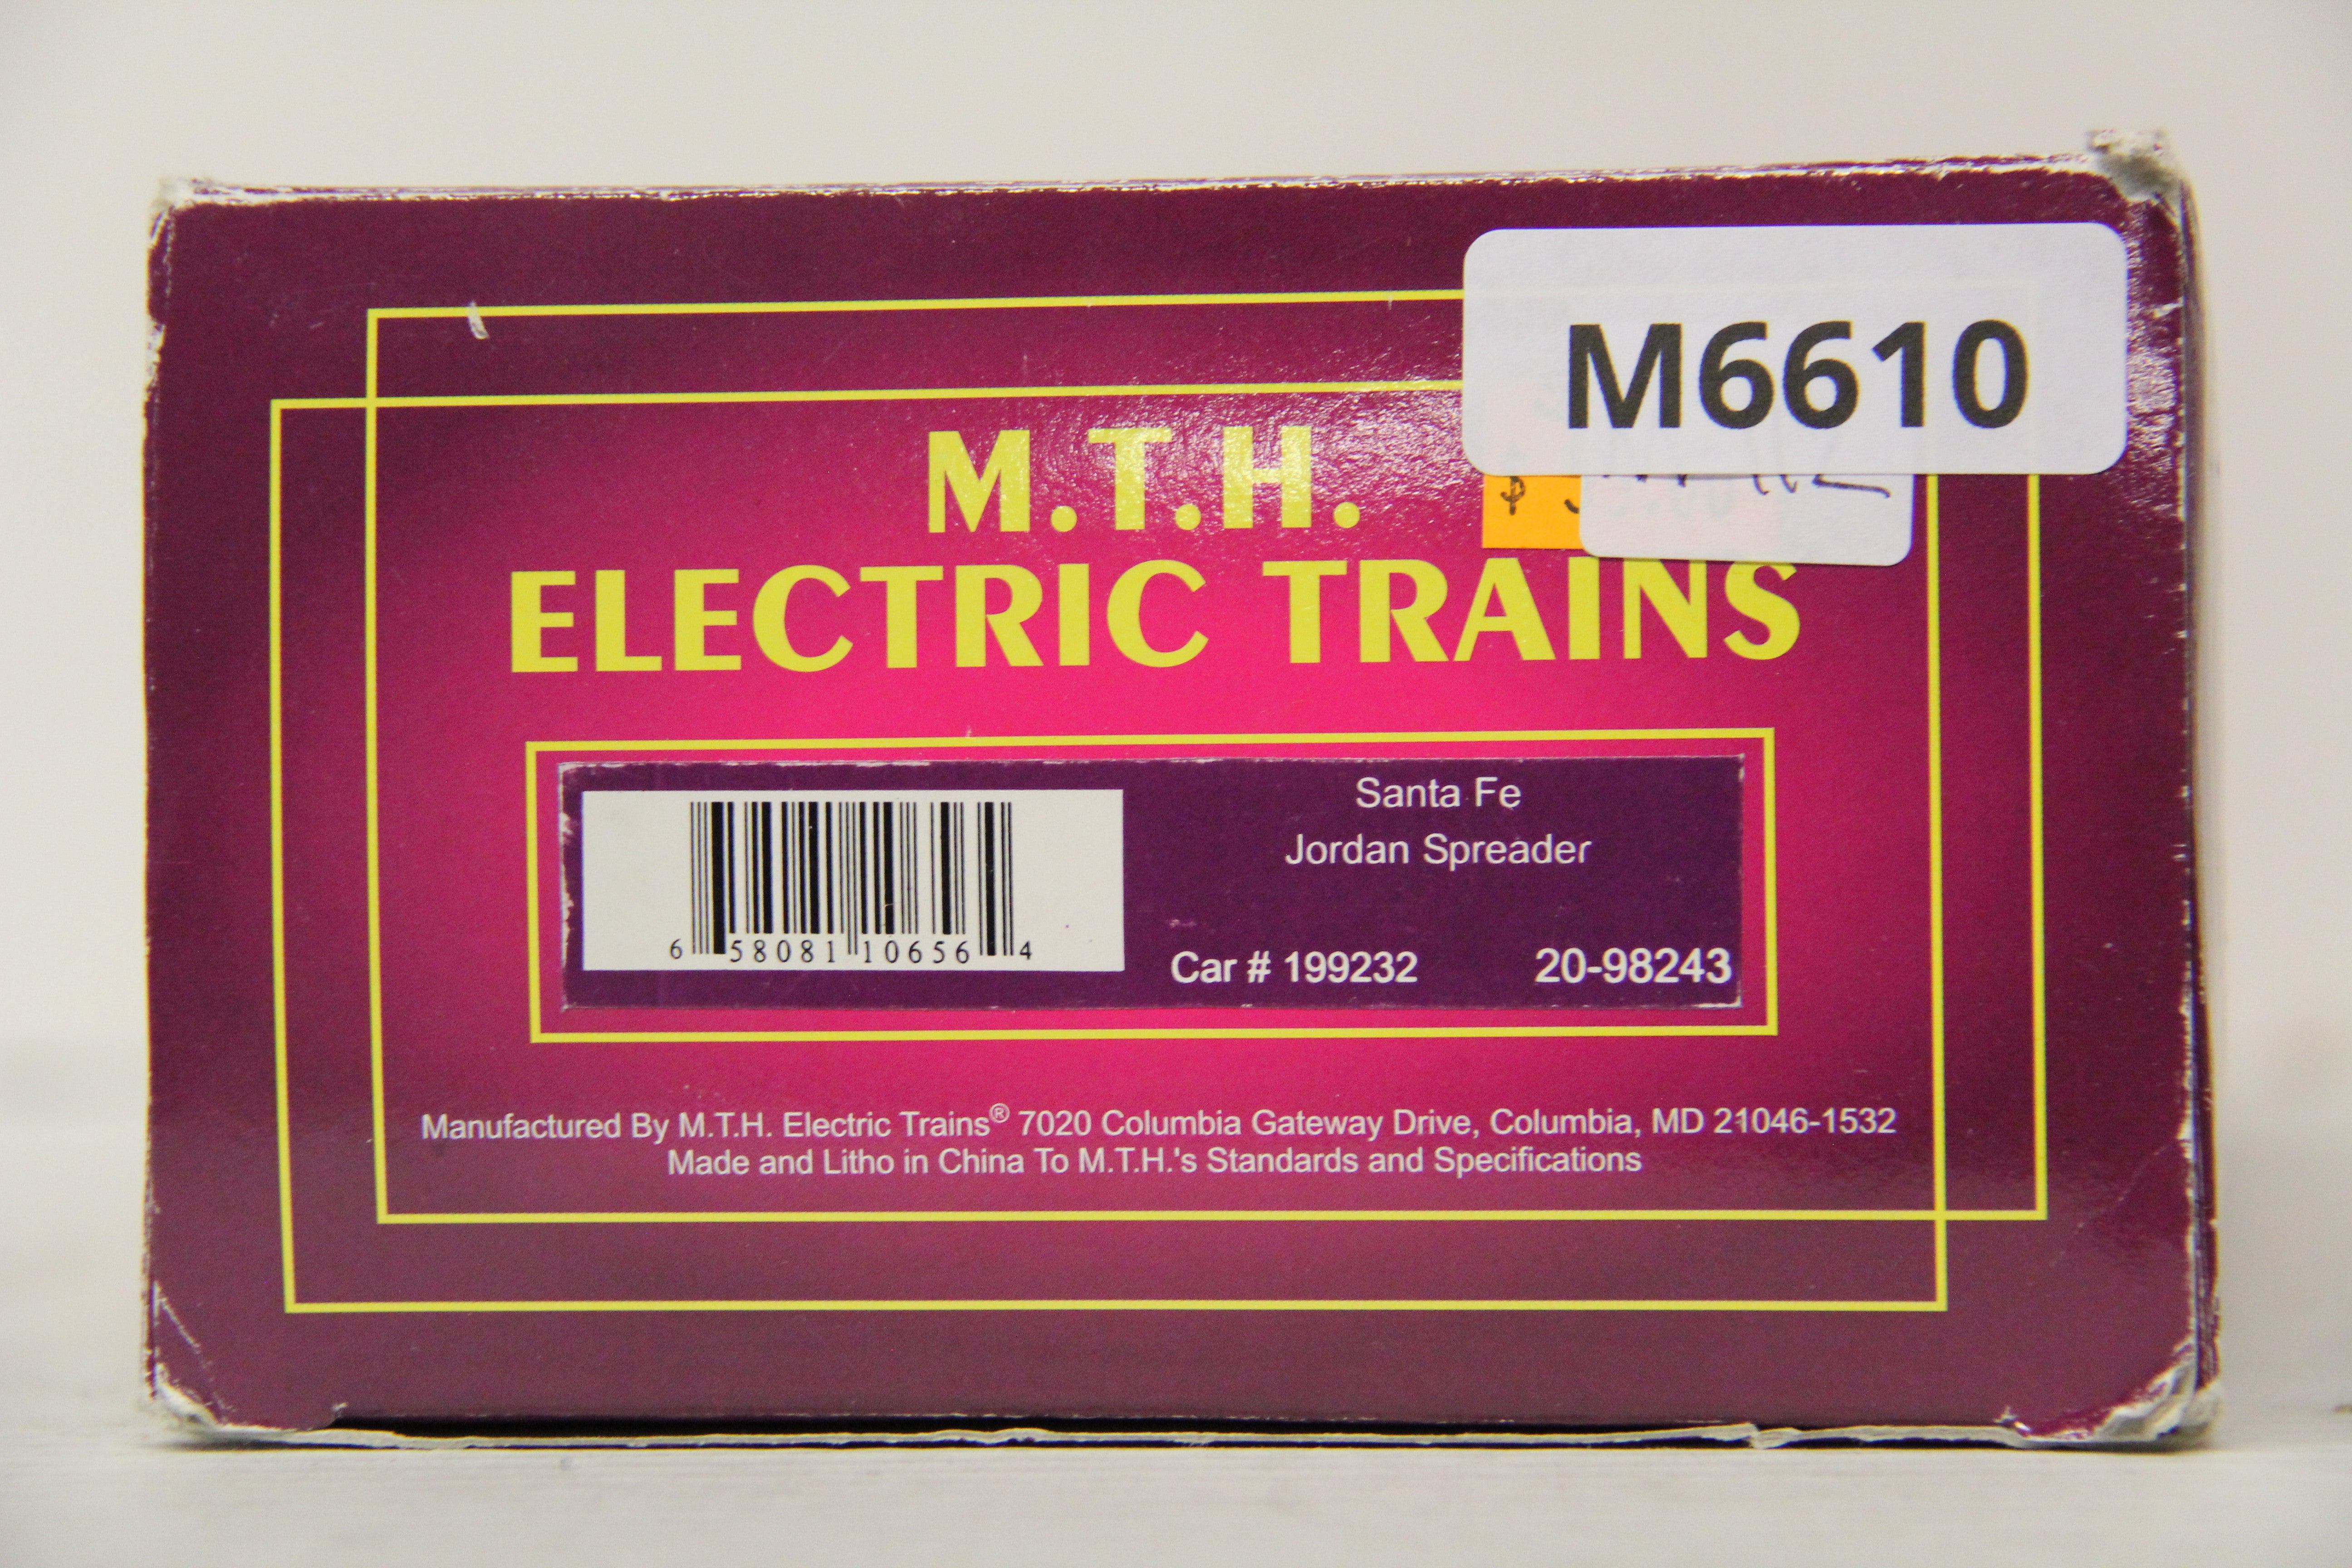 M6610
$
M.T.H.
ELECTRIC TRAINS
Santa Fe
Jordan Spreader
6 58081 10656 4
Car # 199232 20-98243
Manufactured By M.T.H. Electric Trains® 7020 Columbia Gateway Drive, Columbia, MD 21046-1532
Made and Litho in China To M.T.H.'s Standards and Specifications